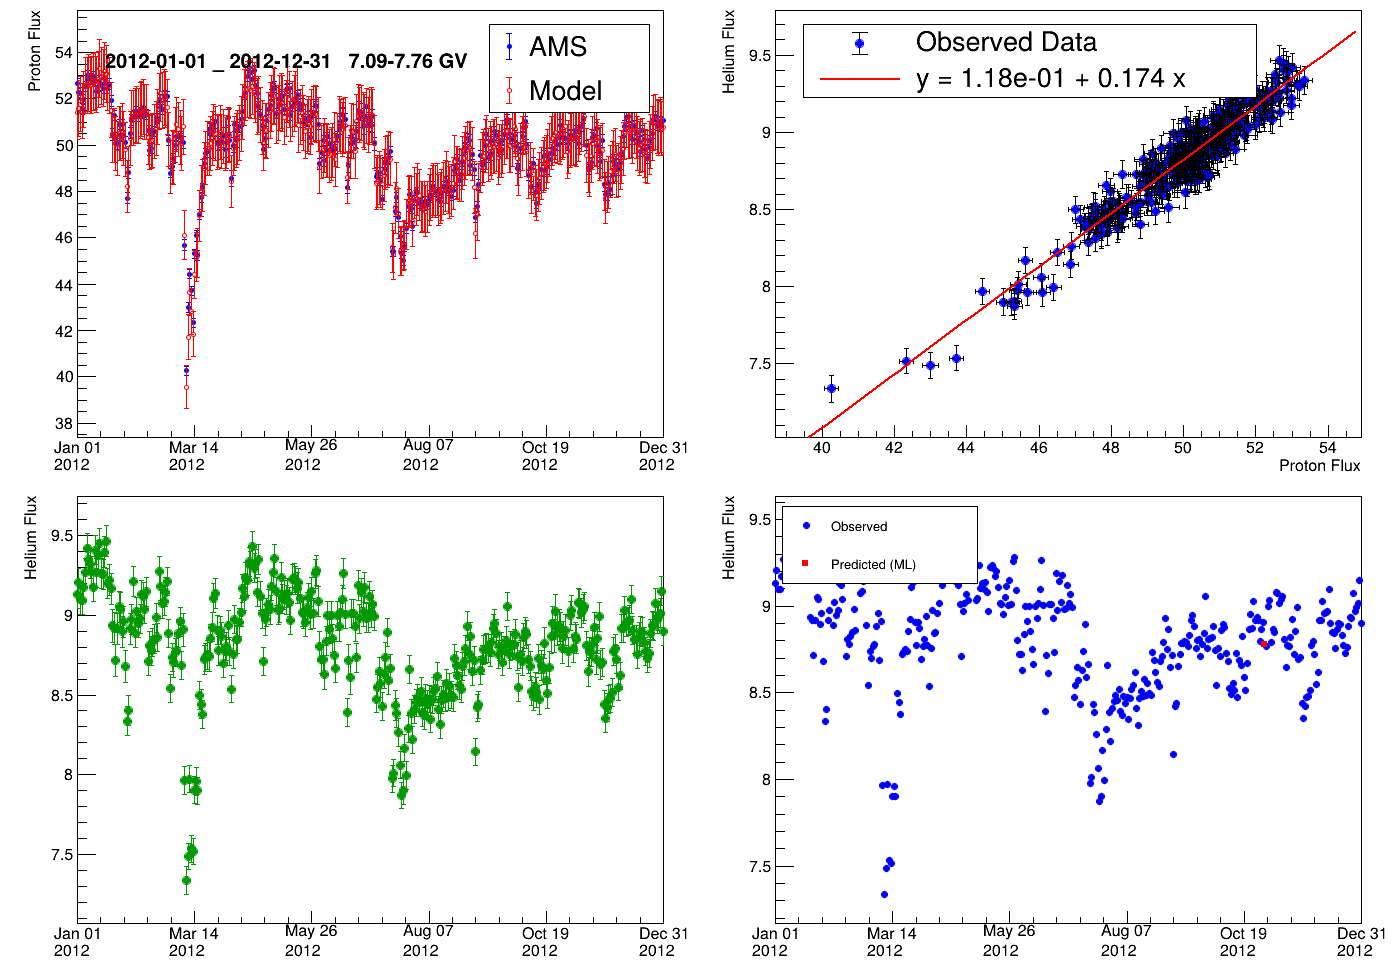 Proton Flux
2012-01-01 _ 2012-12-31 7.09-7.76 GV
AMS
Model
54
52
50
48
46
44
42
40
38
Jan 01 2012
Mar 14 2012
May 26 2012
Aug 07 2012
Oct 19 2012
Dec 31 2012
Helium Flux
Observed Data
y = 1.18e-01 + 0.174 x
9.5
9
8.5
8
7.5
40 42 44 46 48 50 52 54
Proton Flux
Helium Flux
9.5
9
8.5
8
7.5
Jan 01 2012
Mar 14 2012
May 26 2012
Aug 07 2012
Oct 19 2012
Dec 31 2012
Helium Flux
Observed
Predicted (ML)
9.5
9
8.5
8
7.5
Jan 01 2012
Mar 14 2012
May 26 2012
Aug 07 2012
Oct 19 2012
Dec 31 2012